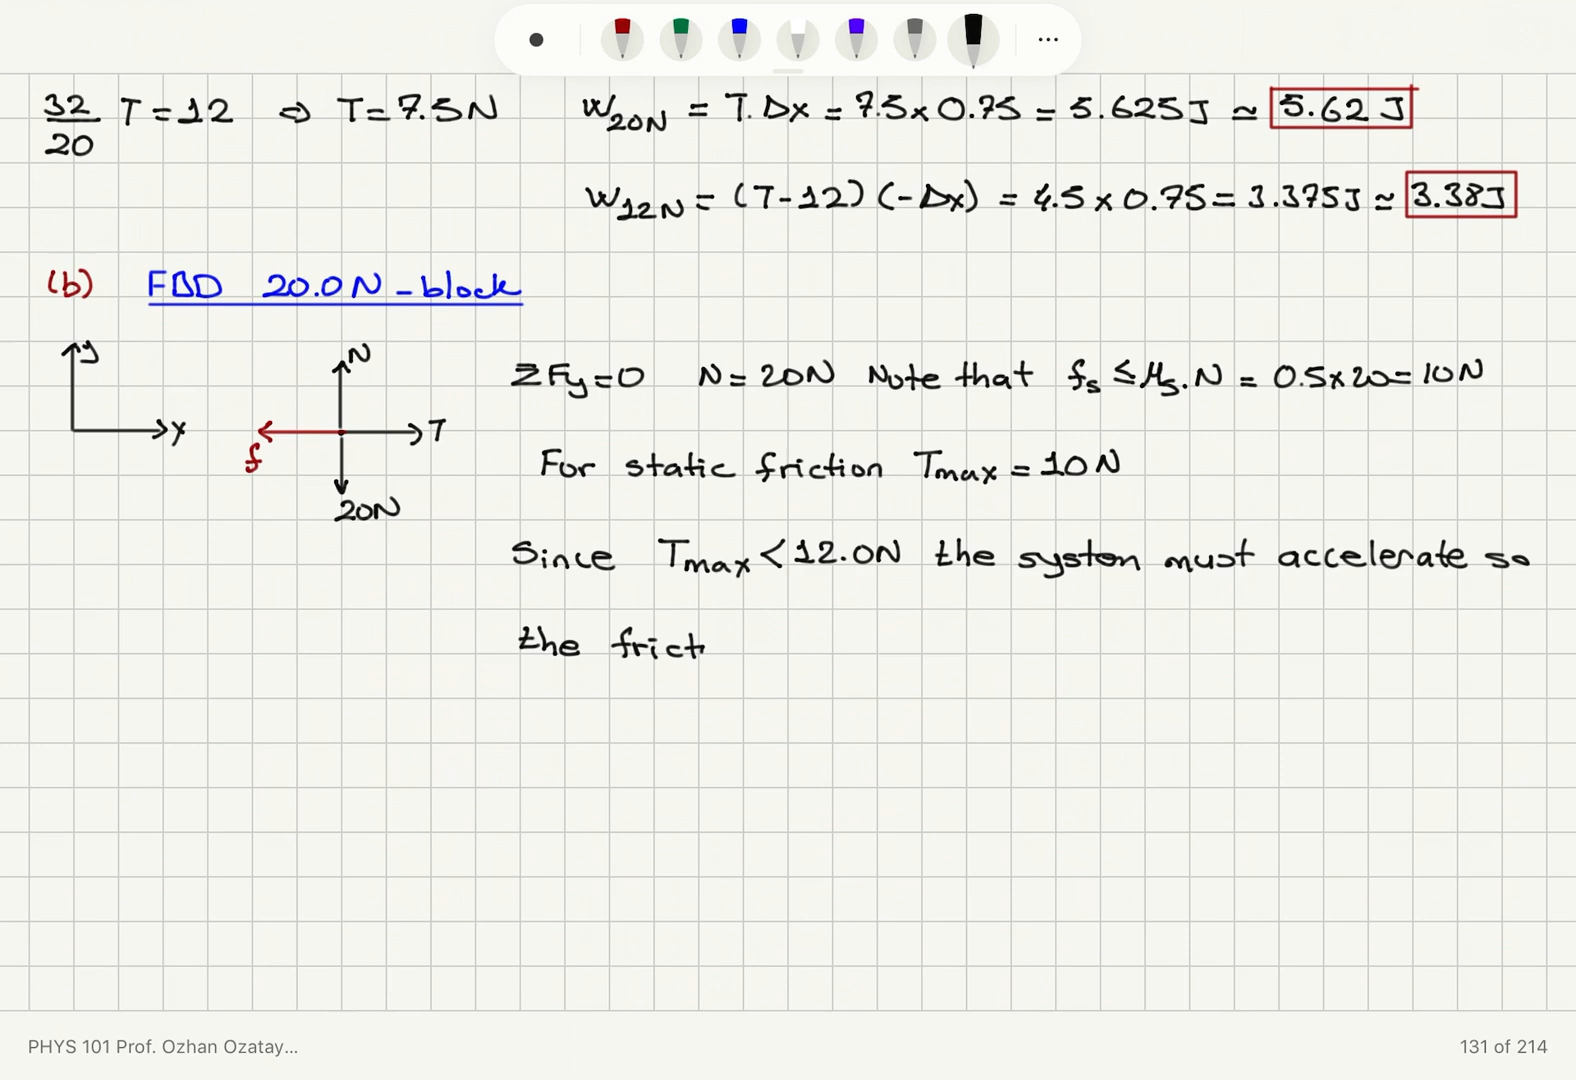 32/20 T = 12 ⇒ T = 7.5N
W20N = T.Δx = 7.5 x 0.75 = 5.625J ≃ 5.62 J
W12N = (T-12) (-Δx) = 4.5 x 0.75 = 3.375J ≃ 3.38J
(b) FBD 20.0N-block
y
x
N
T
f
20N
ΣFy=0 N = 20N Note that fs ≤ μs.N = 0.5x20= 10N
For static friction Tmax = 10N
Since Tmax < 12.0N the system must accelerate so
the frict
PHYS 101 Prof. Ozhan Ozatay...
131 of 214